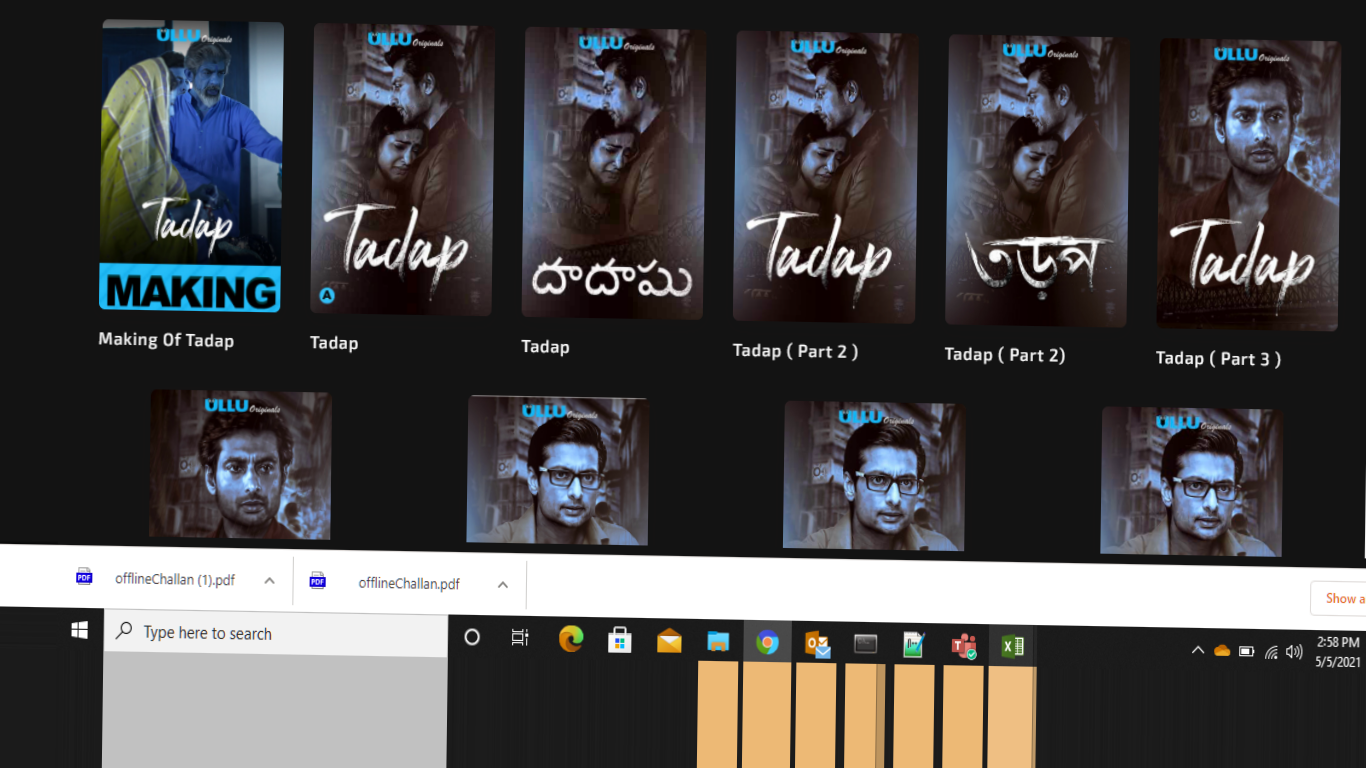 ULLU Originals
Tadap
MAKING
Making Of Tadap
ULLU Originals
Tadap
A
Tadap
ULLU Originals
దాదాపు
Tadap
ULLU Originals
Tadap
Tadap ( Part 2 )
ULLU Originals
তড়প
Tadap ( Part 2)
ULLU Originals
Tadap
Tadap ( Part 3 )
ULLU Originals
ULLU Originals
ULLU Originals
ULLU Originals
PDF
offlineChallan (1).pdf
PDF
offlineChallan.pdf
Show a
Type here to search
2:58 PM
5/5/2021